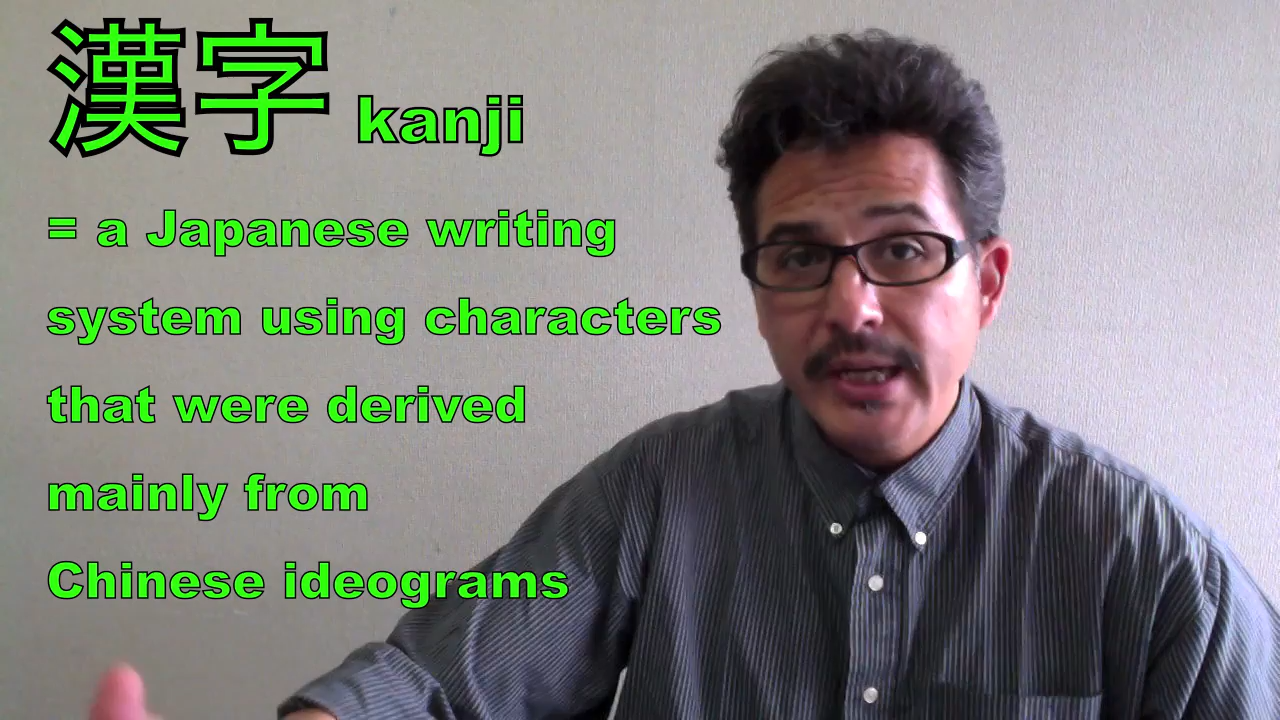 漢字 kanji
= a Japanese writing
system using characters
that were derived
mainly from
Chinese ideograms